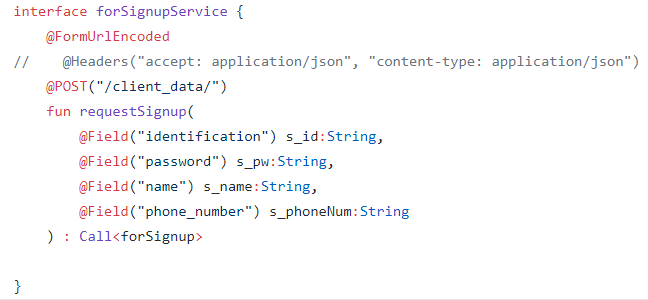 interface forSignupService {
    @FormUrlEncoded
//    @Headers("accept: application/json", "content-type: application/json")
    @POST("/client_data/")
    fun requestSignup(
        @Field("identification") s_id:String,
        @Field("password") s_pw:String,
        @Field("name") s_name:String,
        @Field("phone_number") s_phoneNum:String
    ) : Call<forSignup>
}